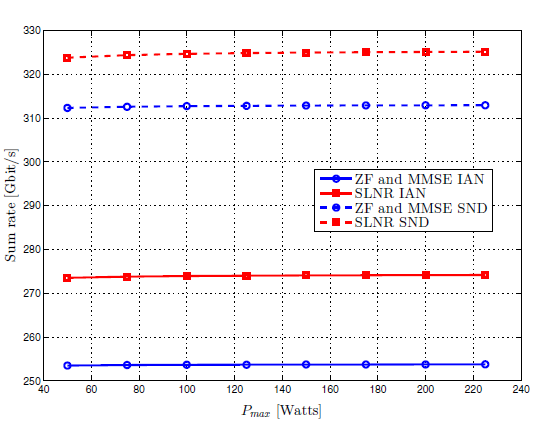 330
320
310
300
290
280
270
260
250
Sum rate [Gbit/s]
ZF and MMSE IAN
SLNR IAN
ZF and MMSE SND
SLNR SND
40 60 80 100 120 140 160 180 200 220 240
Pmax [Watts]